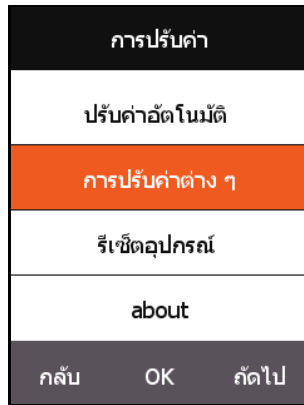 การปรับค่า
ปรับค่าอัตโนมัติ
การปรับค่าต่าง ๆ
รีเซ็ตอุปกรณ์
about
กลับ OK ถัดไป